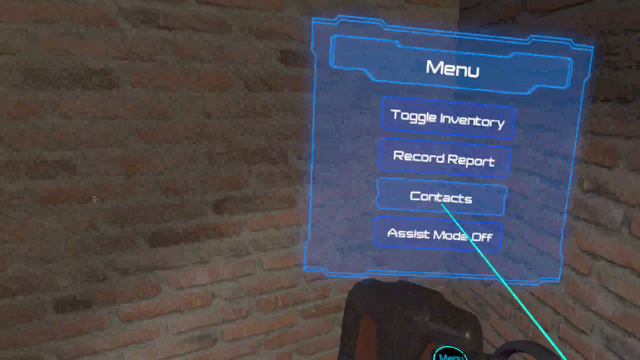 Menu
Toggle Inventory
Record Report
Contacts
Assist Mode Off
Menu